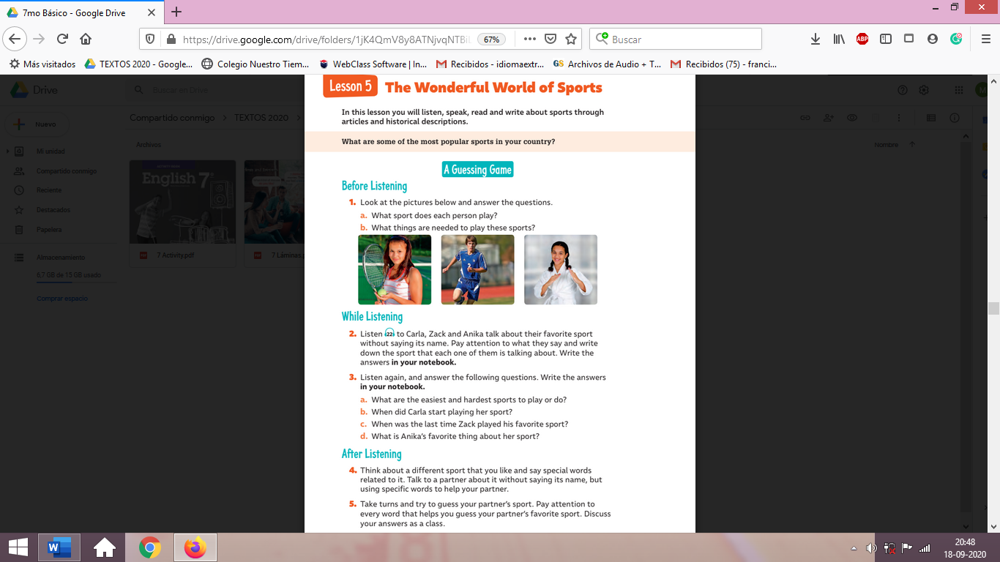 7mo Básico - Google Drive
https://drive.google.com/drive/folders/1jK4QmV8y8ATNjvqNTBi
67%
Buscar
ABP
Más visitados
TEXTOS 2020 - Google...
Colegio Nuestro Tiem...
WebClass Software | In...
Recibidos - idiomaextr...
GS Archivos de Audio + T...
Recibidos (75) - franci...
Drive
Buscar en Drive
Nuevo
Compartido conmigo
TEXTOS 2020
Archivos
Nombre
Mi unidad
Compartido conmigo
Reciente
Destacados
Papelera
Almacenamiento
6,7 GB de 15 GB usado
Comprar espacio
English 7°
7 Activity.pdf
7 Láminas.p
Lesson 5 The Wonderful World of Sports
In this lesson you will listen, speak, read and write about sports through
articles and historical descriptions.
What are some of the most popular sports in your country?
A Guessing Game
Before Listening
1. Look at the pictures below and answer the questions.
a. What sport does each person play?
b. What things are needed to play these sports?
While Listening
2. Listen 22 to Carla, Zack and Anika talk about their favorite sport
without saying its name. Pay attention to what they say and write
down the sport that each one of them is talking about. Write the
answers in your notebook.
3. Listen again, and answer the following questions. Write the answers
in your notebook.
a. What are the easiest and hardest sports to play or do?
b. When did Carla start playing her sport?
c. When was the last time Zack played his favorite sport?
d. What is Anika's favorite thing about her sport?
After Listening
4. Think about a different sport that you like and say special words
related to it. Talk to a partner about it without saying its name, but
using specific words to help your partner.
5. Take turns and try to guess your partner's sport. Pay attention to
every word that helps you guess your partner's favorite sport. Discuss
your answers as a class.
20:48
18-09-2020